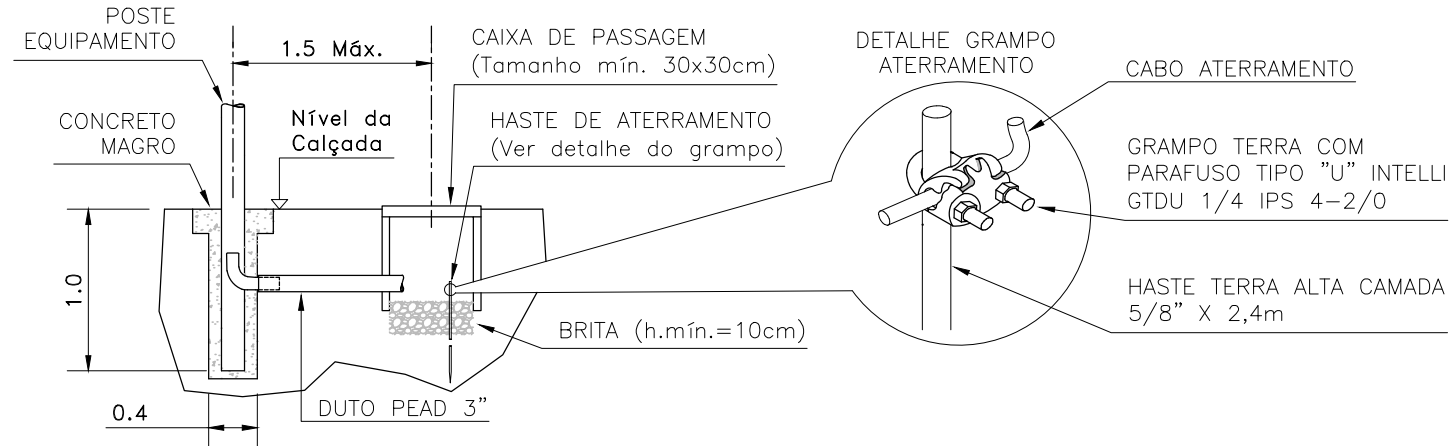 POSTE
EQUIPAMENTO
1.5 Máx.
CAIXA DE PASSAGEM
(Tamanho mín. 30x30cm)
DETALHE GRAMPO
ATERRAMENTO
CABO ATERRAMENTO
CONCRETO
MAGRO
Nível da
Calçada
HASTE DE ATERRAMENTO
(Ver detalhe do grampo)
GRAMPO TERRA COM
PARAFUSO TIPO "U" INTELLI
GTDU 1/4 IPS 4-2/0
1.0
HASTE TERRA ALTA CAMADA
5/8" X 2,4m
BRITA (h.mín.=10cm)
0.4
DUTO PEAD 3"